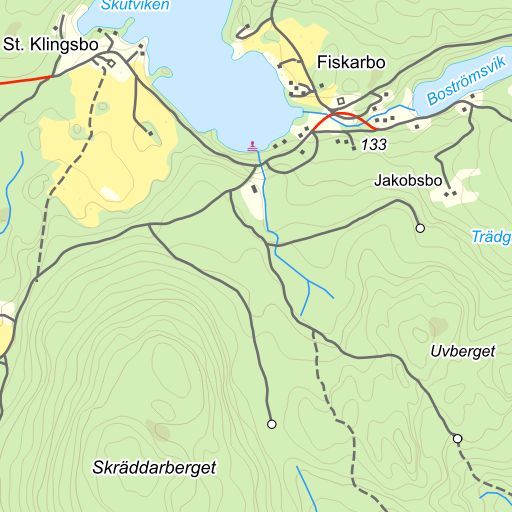 Skutviken
St. Klingsbo
Fiskarbo
Boströmsvik
133
Jakobsbo
Trädg
Uvberget
Skräddarberget